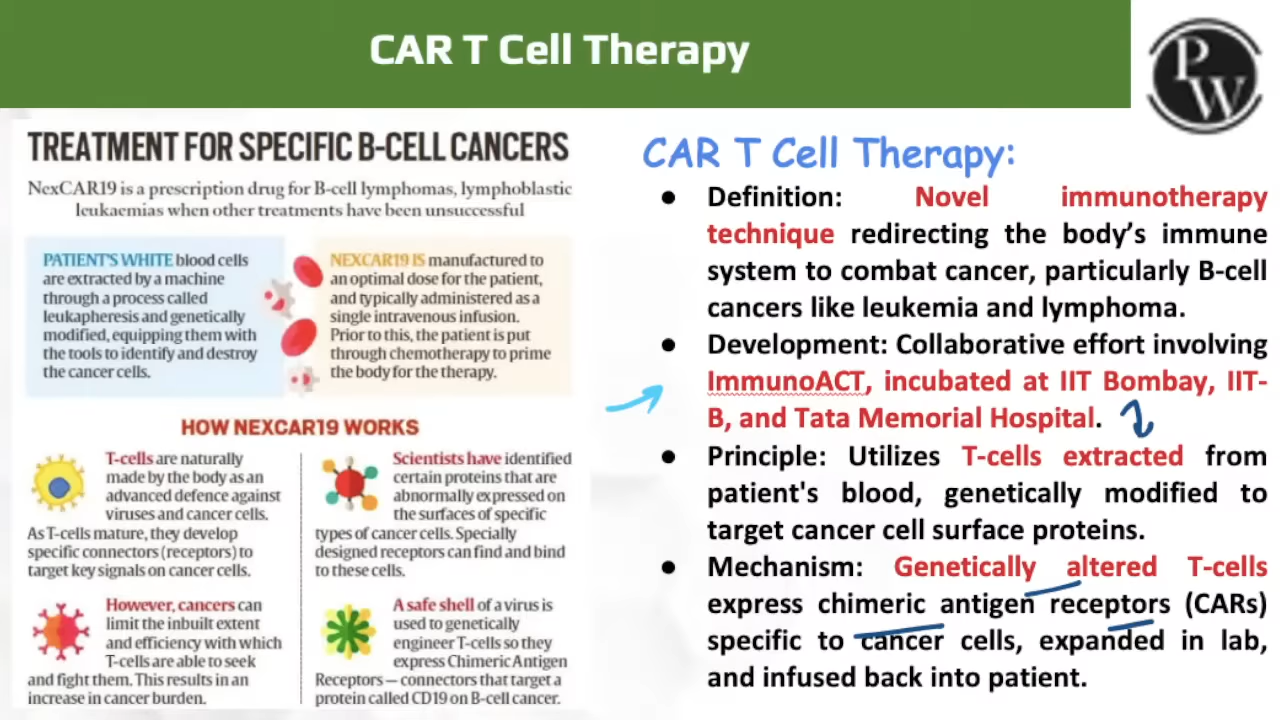 CAR T Cell Therapy
P
W
TREATMENT FOR SPECIFIC B-CELL CANCERS
NexCAR19 is a prescription drug for B-cell lymphomas, lymphoblastic
leukaemias when other treatments have been unsuccessful
PATIENT'S WHITE blood cells
are extracted by a machine
through a process called
leukapheresis and genetically
modified, equipping them with
the tools to identify and destroy
the cancer cells.
NEXCAR19 IS manufactured to
an optimal dose for the patient,
and typically administered as a
single intravenous infusion.
Prior to this, the patient is put
through chemotherapy to prime
the body for the therapy.
HOW NEXCAR19 WORKS
T-cells are naturally
made by the body as an
advanced defence against
viruses and cancer cells.
As T-cells mature, they develop
specific connectors (receptors) to
target key signals on cancer cells.
Scientists have identified
certain proteins that are
abnormally expressed on
the surfaces of specific
types of cancer cells. Specially
designed receptors can find and bind
to these cells.
However, cancers can
limit the inbuilt extent
and efficiency with which
T-cells are able to seek
and fight them. This results in an
increase in cancer burden.
A safe shell of a virus is
used to genetically
engineer T-cells so they
express Chimeric Antigen
Receptors — connectors that target a
protein called CD19 on B-cell cancer.
CAR T Cell Therapy:
● Definition: Novel immunotherapy
technique redirecting the body's immune
system to combat cancer, particularly B-cell
cancers like leukemia and lymphoma.
● Development: Collaborative effort involving
ImmunoACT, incubated at IIT Bombay, IIT-
B, and Tata Memorial Hospital.
● Principle: Utilizes T-cells extracted from
patient's blood, genetically modified to
target cancer cell surface proteins.
● Mechanism: Genetically altered T-cells
express chimeric antigen receptors (CARs)
specific to cancer cells, expanded in lab,
and infused back into patient.